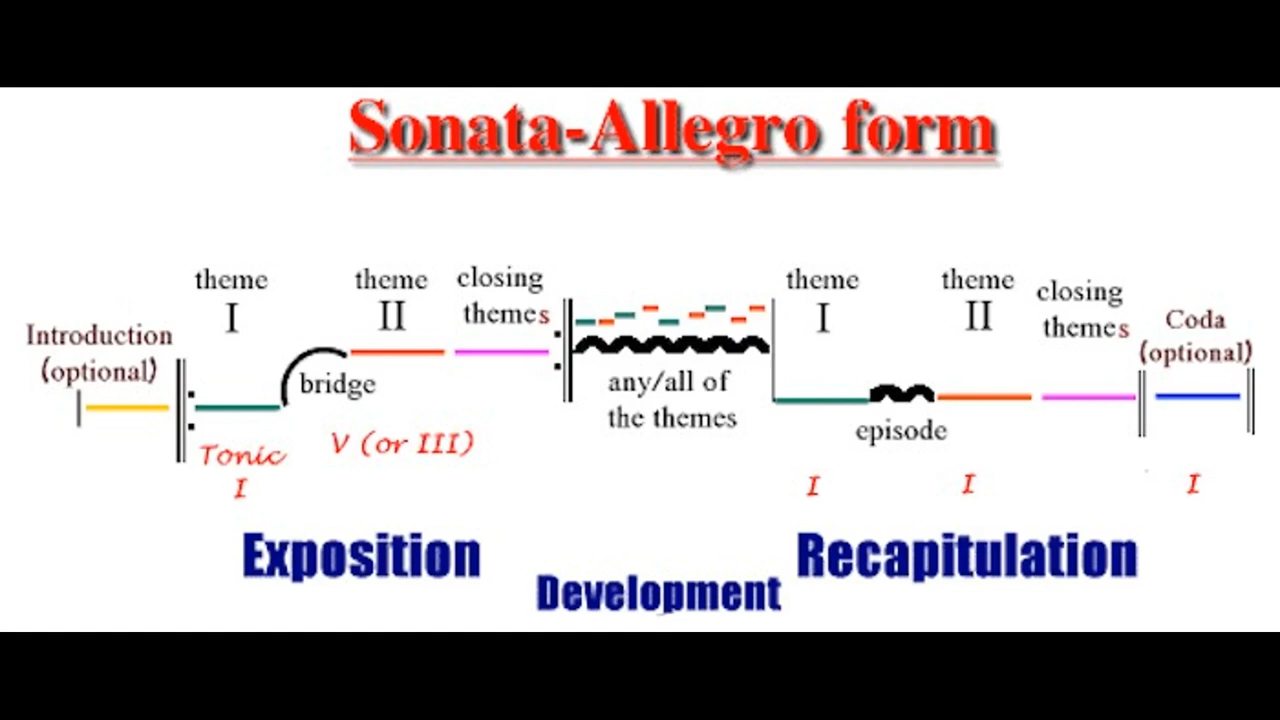 Sonata-Allegro form
Introduction
(optional)
theme
I
bridge
theme
II
closing
themes
Tonic
I
V (or III)
any/all of
the themes
theme
I
episode
theme
II
closing
themes
Coda
(optional)
I
I
I
Exposition
Development
Recapitulation